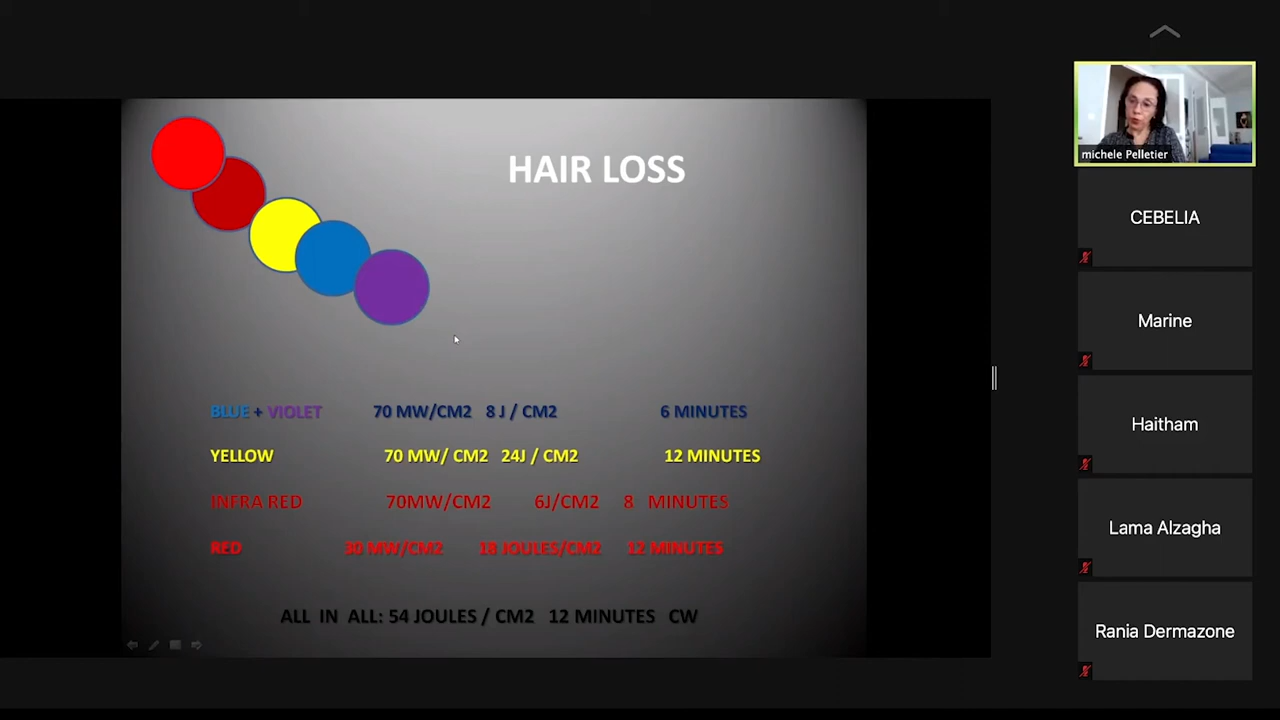 HAIR LOSS
BLUE + VIOLET 70 MW/CM2 8 J / CM2 6 MINUTES
YELLOW 70 MW/ CM2 24J / CM2 12 MINUTES
INFRA RED 70MW/CM2 6J/CM2 8 MINUTES
RED 30 MW/CM2 18 JOULES/CM2 12 MINUTES
ALL IN ALL: 54 JOULES / CM2 12 MINUTES CW
michele Pelletier
CEBELIA
Marine
Haitham
Lama Alzagha
Rania Dermazone